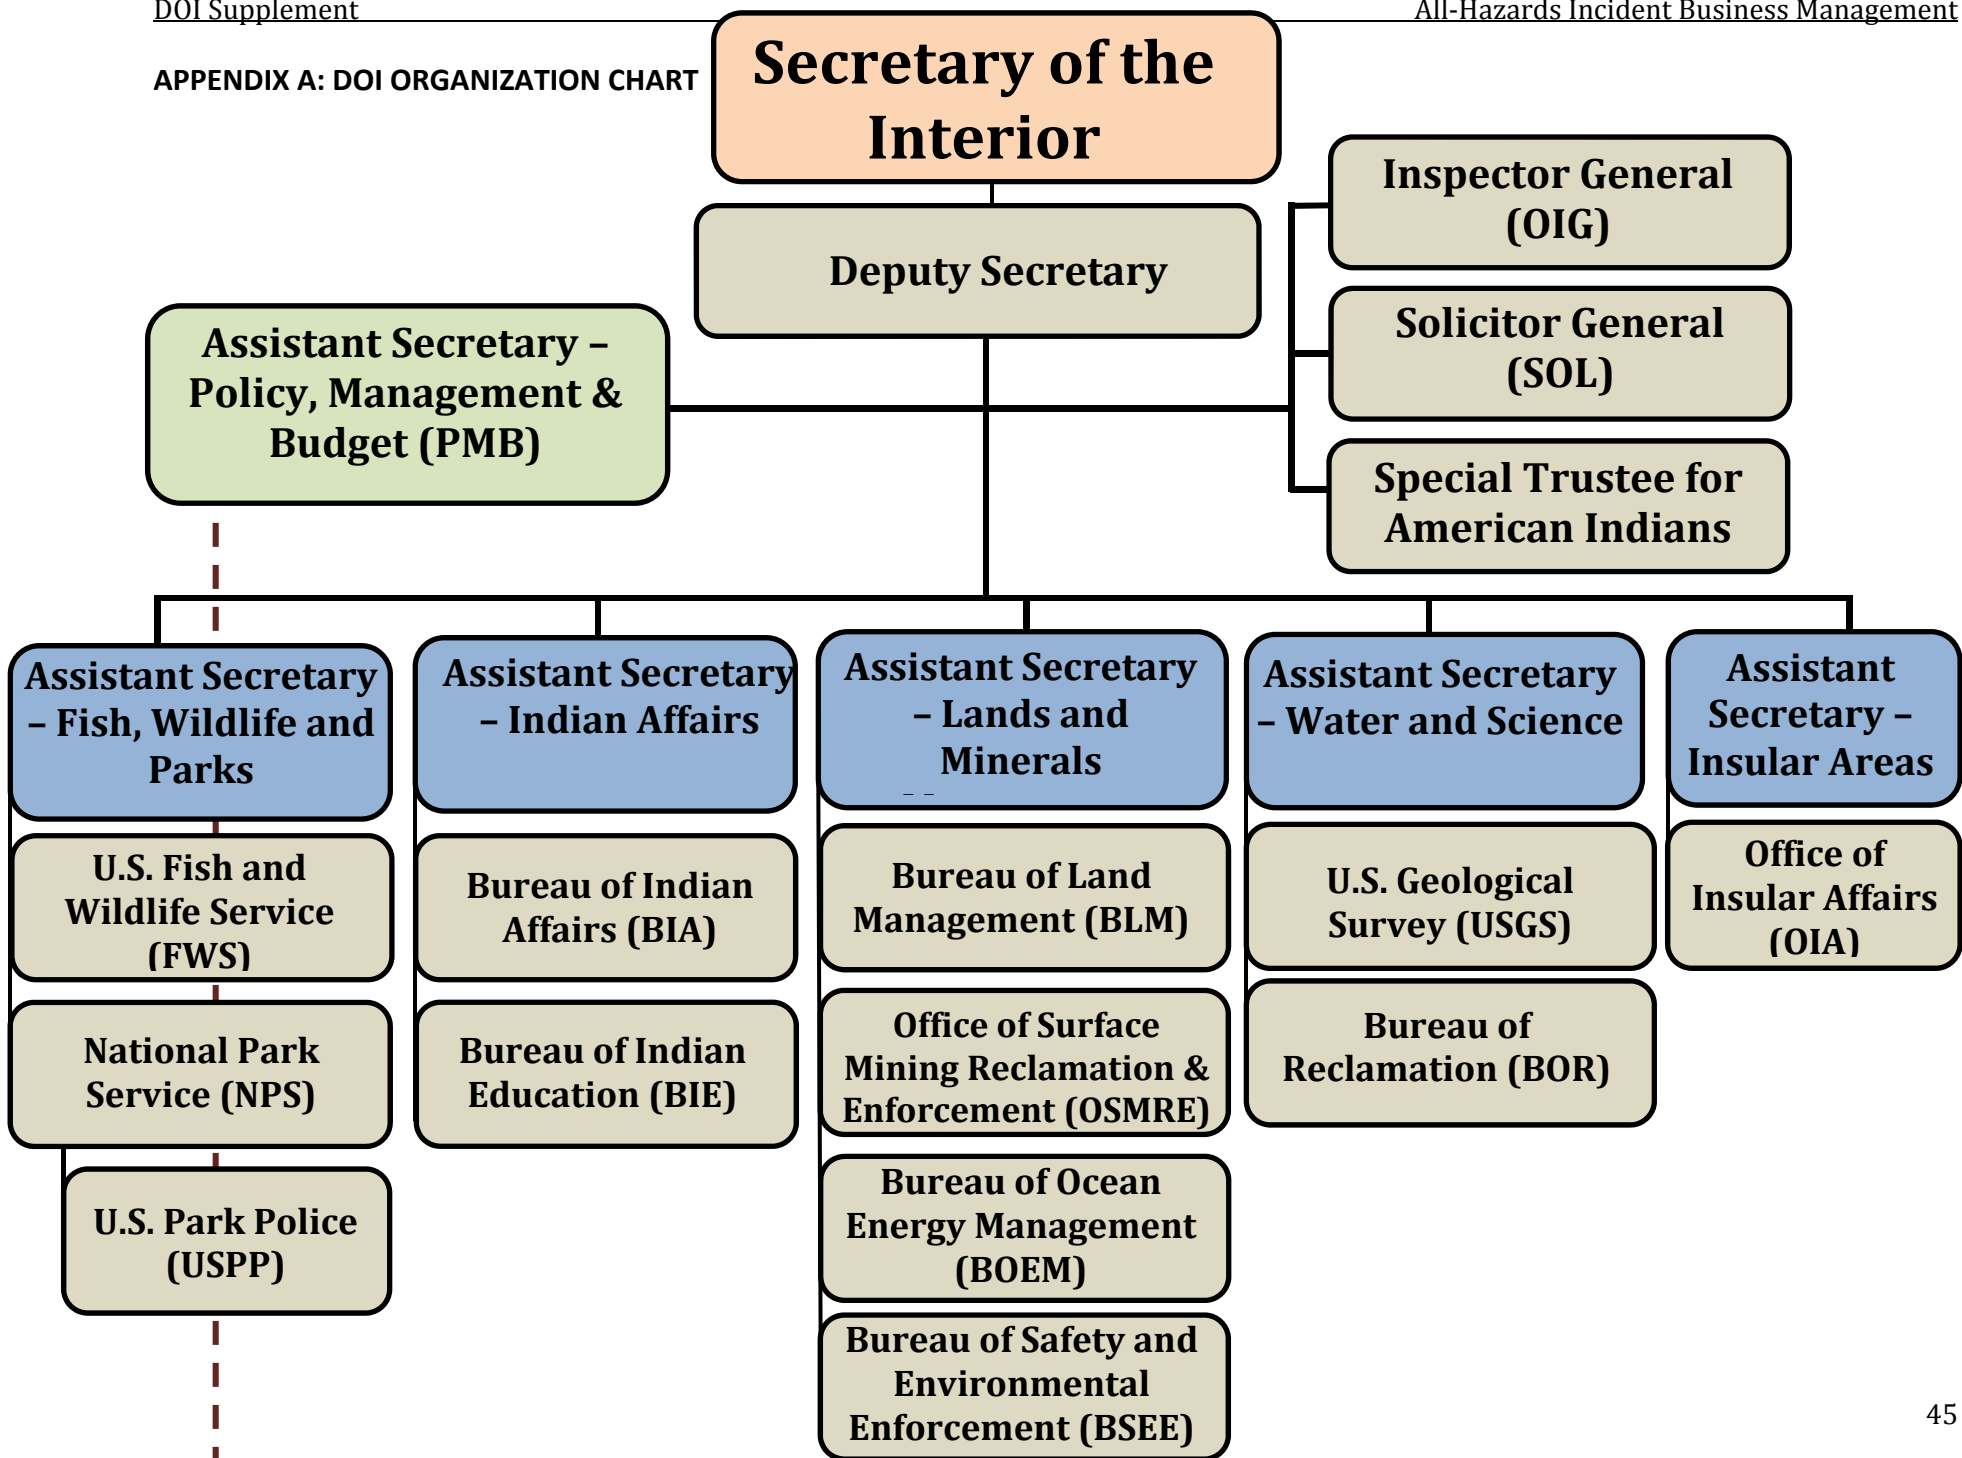 DOI Supplement
All-Hazards Incident Business Management
APPENDIX A: DOI ORGANIZATION CHART
Secretary of the
Interior
Deputy Secretary
Inspector General
(OIG)
Solicitor General
(SOL)
Special Trustee for
American Indians
Assistant Secretary –
Policy, Management &
Budget (PMB)
Assistant Secretary
– Fish, Wildlife and
Parks
U.S. Fish and
Wildlife Service
(FWS)
National Park
Service (NPS)
U.S. Park Police
(USPP)
Assistant Secretary
– Indian Affairs
Bureau of Indian
Affairs (BIA)
Bureau of Indian
Education (BIE)
Assistant Secretary
– Lands and
Minerals
Bureau of Land
Management (BLM)
Office of Surface
Mining Reclamation &
Enforcement (OSMRE)
Bureau of Ocean
Energy Management
(BOEM)
Bureau of Safety and
Environmental
Enforcement (BSEE)
Assistant Secretary
– Water and Science
U.S. Geological
Survey (USGS)
Bureau of
Reclamation (BOR)
Assistant
Secretary –
Insular Areas
Office of
Insular Affairs
(OIA)
45